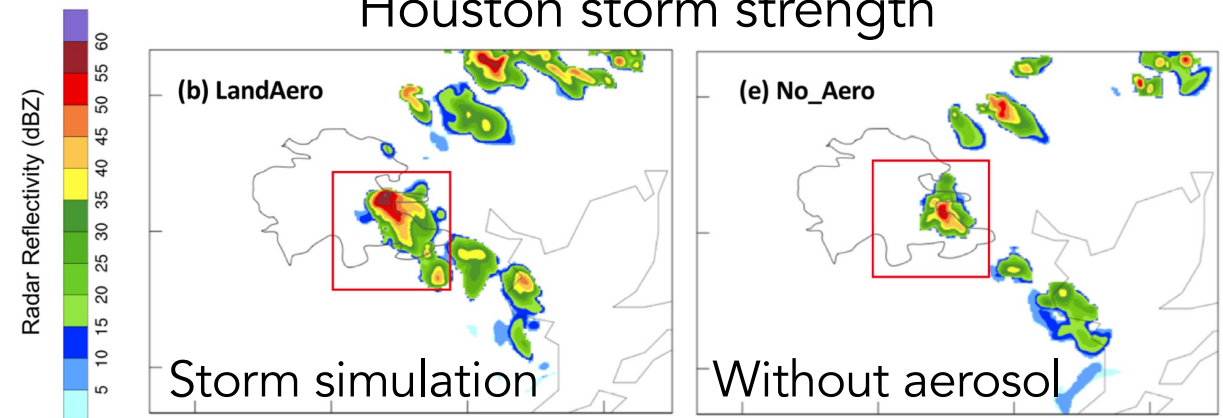 Houston storm strength
Radar Reflectivity (dBZ)
60
55
50
45
40
35
30
25
20
15
10
5
(b) LandAero
(e) No_Aero
Storm simulation
Without aerosol